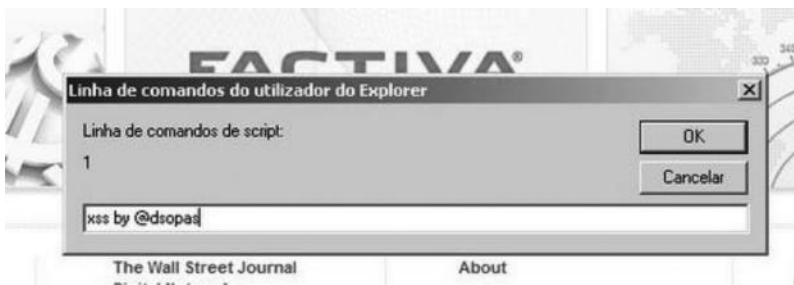 FACTIVA®
Linha de comandos do utilizador do Explorer
Linha de comandos de script:
OK
1
Cancelar
xss by @dsopas
The Wall Street Journal
About